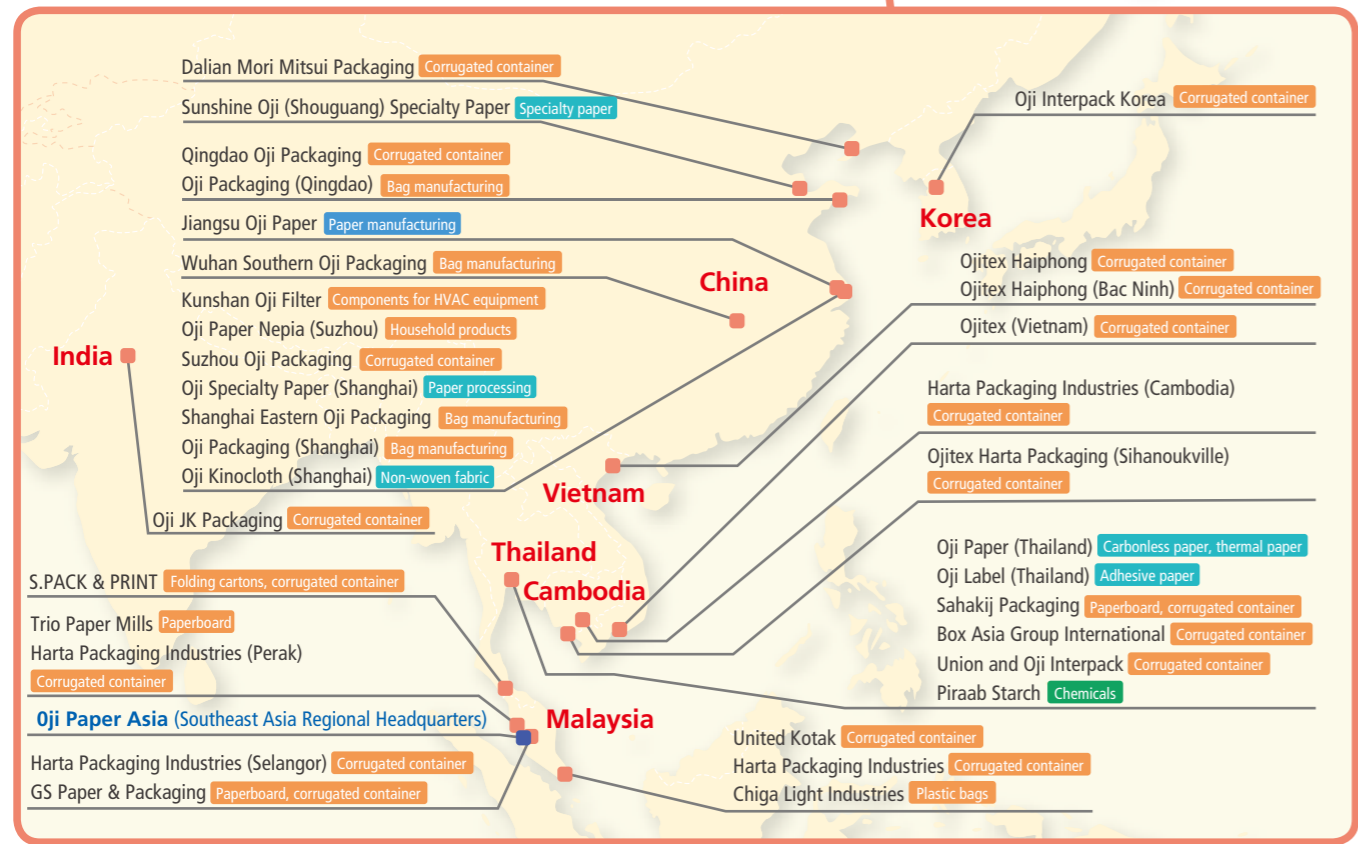 Dalian Mori Mitsui Packaging Corrugated container
Sunshine Oji (Shouguang) Specialty Paper Specialty paper
Qingdao Oji Packaging Corrugated container
Oji Packaging (Qingdao) Bag manufacturing
Jiangsu Oji Paper Paper manufacturing
Wuhan Southern Oji Packaging Bag manufacturing
Kunshan Oji Filter Components for HVAC equipment
Oji Paper Nepia (Suzhou) Household products
Suzhou Oji Packaging Corrugated container
Oji Specialty Paper (Shanghai) Paper processing
Shanghai Eastern Oji Packaging Bag manufacturing
Oji Packaging (Shanghai) Bag manufacturing
Oji Kinocloth (Shanghai) Non-woven fabric
China
India
Oji JK Packaging Corrugated container
Oji Interpack Korea Corrugated container
Korea
Ojitex Haiphong Corrugated container
Ojitex Haiphong (Bac Ninh) Corrugated container
Ojitex (Vietnam) Corrugated container
Harta Packaging Industries (Cambodia)
Corrugated container
Ojitex Harta Packaging (Sihanoukville)
Corrugated container
Vietnam
Thailand
Cambodia
Oji Paper (Thailand) Carbonless paper, thermal paper
Oji Label (Thailand) Adhesive paper
Sahakij Packaging Paperboard, corrugated container
Box Asia Group International Corrugated container
Union and Oji Interpack Corrugated container
Piraab Starch Chemicals
S.PACK & PRINT Folding cartons, corrugated container
Trio Paper Mills Paperboard
Harta Packaging Industries (Perak)
Corrugated container
0ji Paper Asia (Southeast Asia Regional Headquarters)
Malaysia
Harta Packaging Industries (Selangor) Corrugated container
GS Paper & Packaging Paperboard, corrugated container
United Kotak Corrugated container
Harta Packaging Industries Corrugated container
Chiga Light Industries Plastic bags